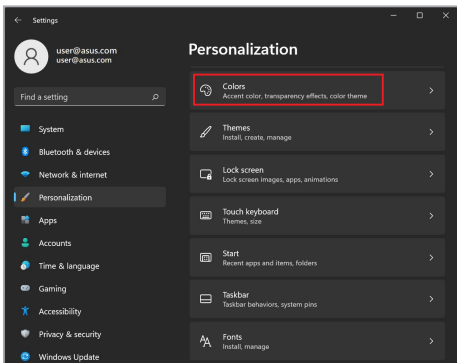 Settings
user@asus.com
user@asus.com
Find a setting
System
Bluetooth & devices
Network & internet
Personalization
Apps
Accounts
Time & language
Gaming
Accessibility
Privacy & security
Windows Update
Personalization
Colors
Accent color, transparency effects, color theme
Themes
Install, create, manage
Lock screen
Lock screen images, apps, animations
Touch keyboard
Themes, size
Start
Recent apps and items, folders
Taskbar
Taskbar behaviors, system pins
Fonts
Install, manage